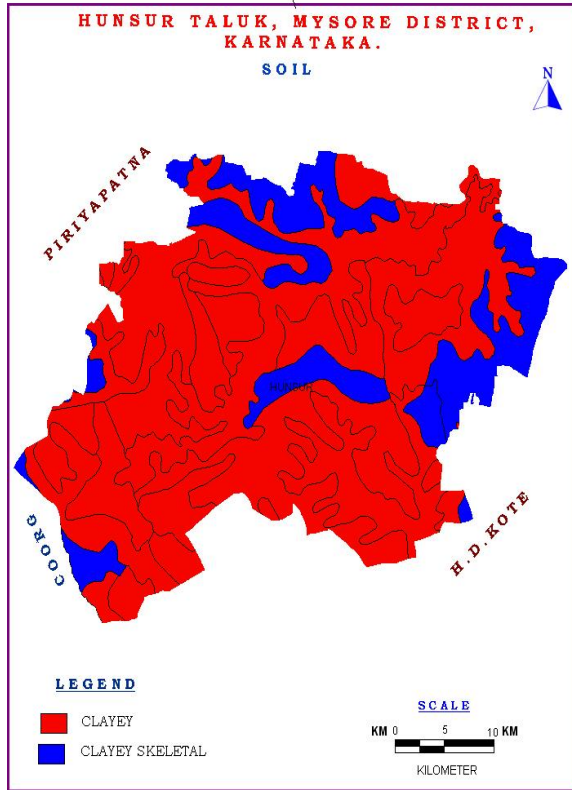 HUNSUR TALUK, MYSORE DISTRICT,
KARNATAKA.
SOIL
N
PIRIYAPATNA
HUNSUR
COORG
H.D.KOTE
LEGEND
CLAYEY
CLAYEY SKELETAL
SCALE
KM 0 5 10 KM
KILOMETER